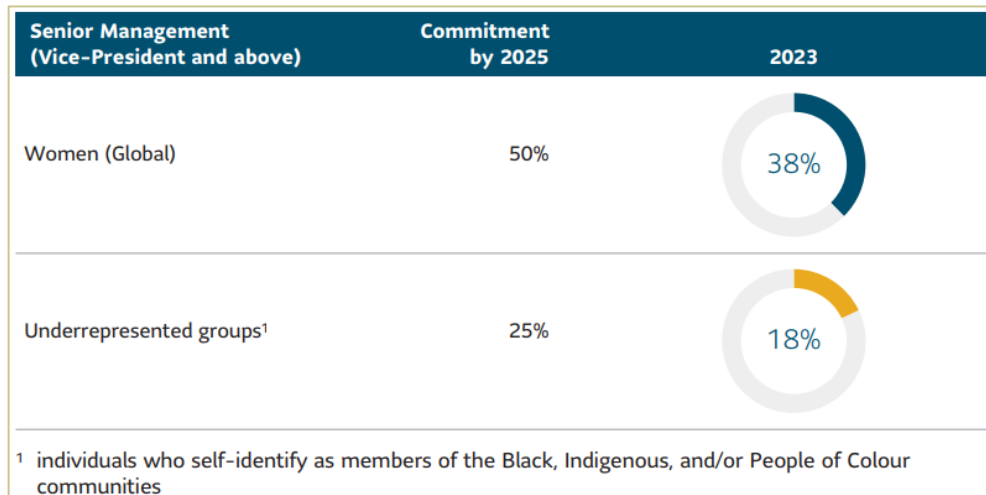 Senior Management
(Vice-President and above)
Commitment
by 2025
2023
Women (Global)
50%
38%
Underrepresented groups¹
25%
18%
¹ individuals who self-identify as members of the Black, Indigenous, and/or People of Colour
communities